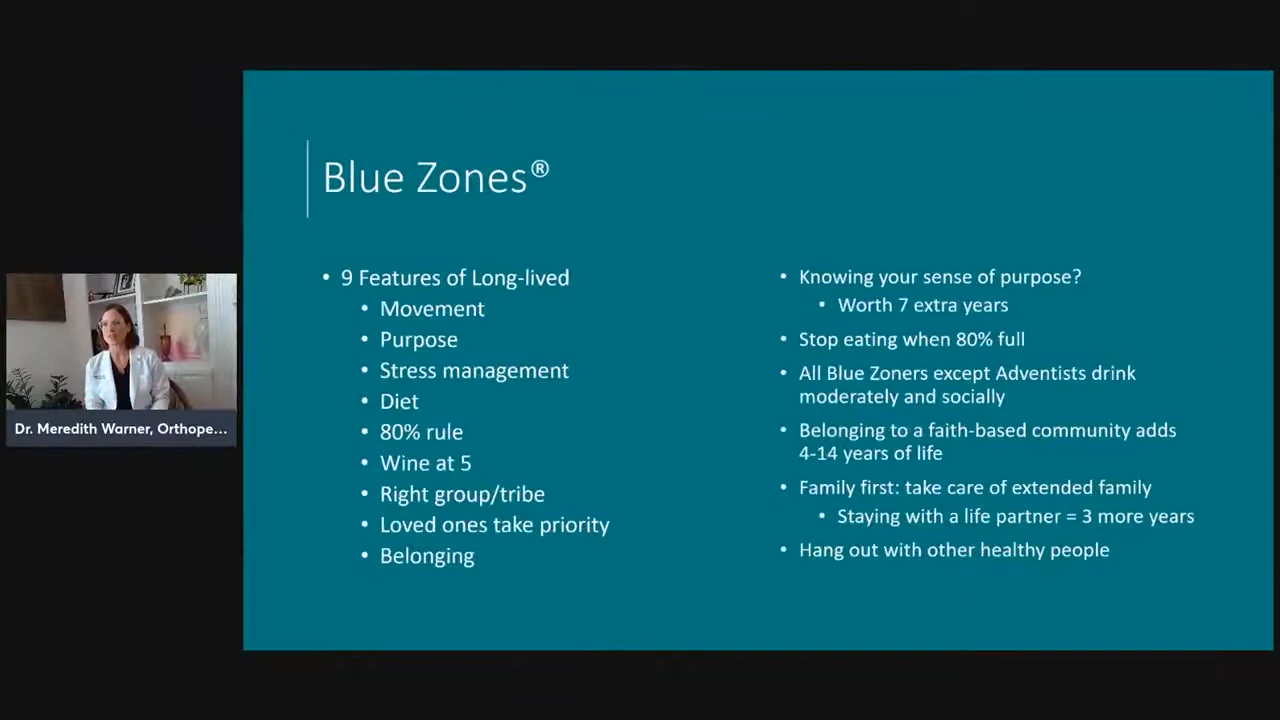 Blue Zones®
• 9 Features of Long-lived
• Movement
• Purpose
• Stress management
• Diet
• 80% rule
• Wine at 5
• Right group/tribe
• Loved ones take priority
• Belonging
• Knowing your sense of purpose?
• Worth 7 extra years
• Stop eating when 80% full
• All Blue Zoners except Adventists drink
moderately and socially
• Belonging to a faith-based community adds
4-14 years of life
• Family first: take care of extended family
• Staying with a life partner = 3 more years
• Hang out with other healthy people
Dr. Meredith Warner, Orthope...